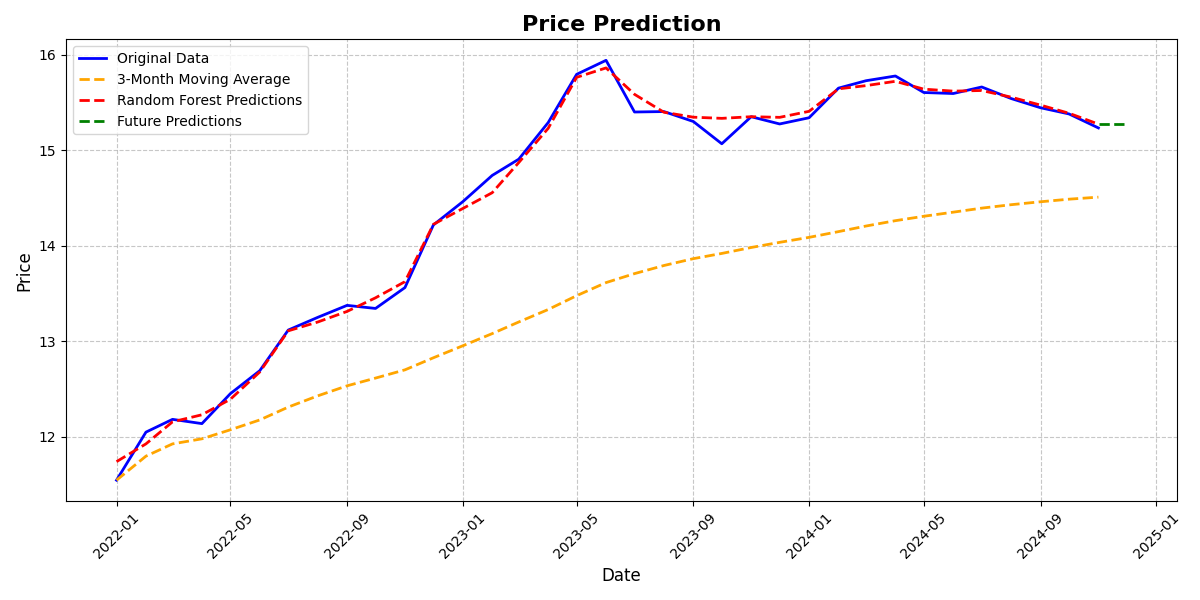 Price Prediction
Original Data
3-Month Moving Average
Random Forest Predictions
Future Predictions
16
15
14
13
12
Price
2022-01
2022-05
2022-09
2023-01
2023-05
2023-09
2024-01
2024-05
2024-09
2025-01
Date